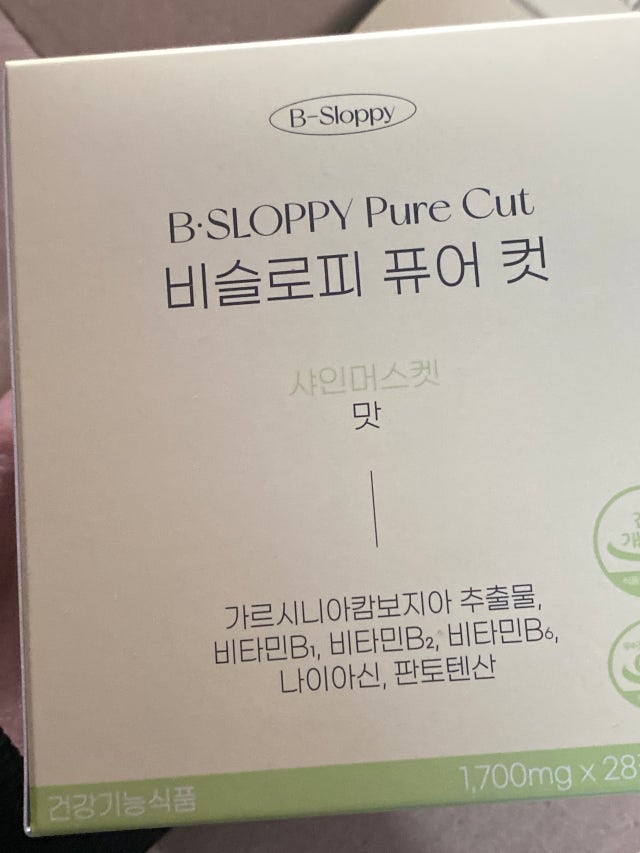 B-Sloppy
B·SLOPPY Pure Cut
비슬로피 퓨어 컷
샤인머스켓
맛
가르시니아캄보지아 추출물,
비타민B₁, 비타민B₂, 비타민B₆,
나이아신, 판토텐산
건강기능식품
1,700mg x 28